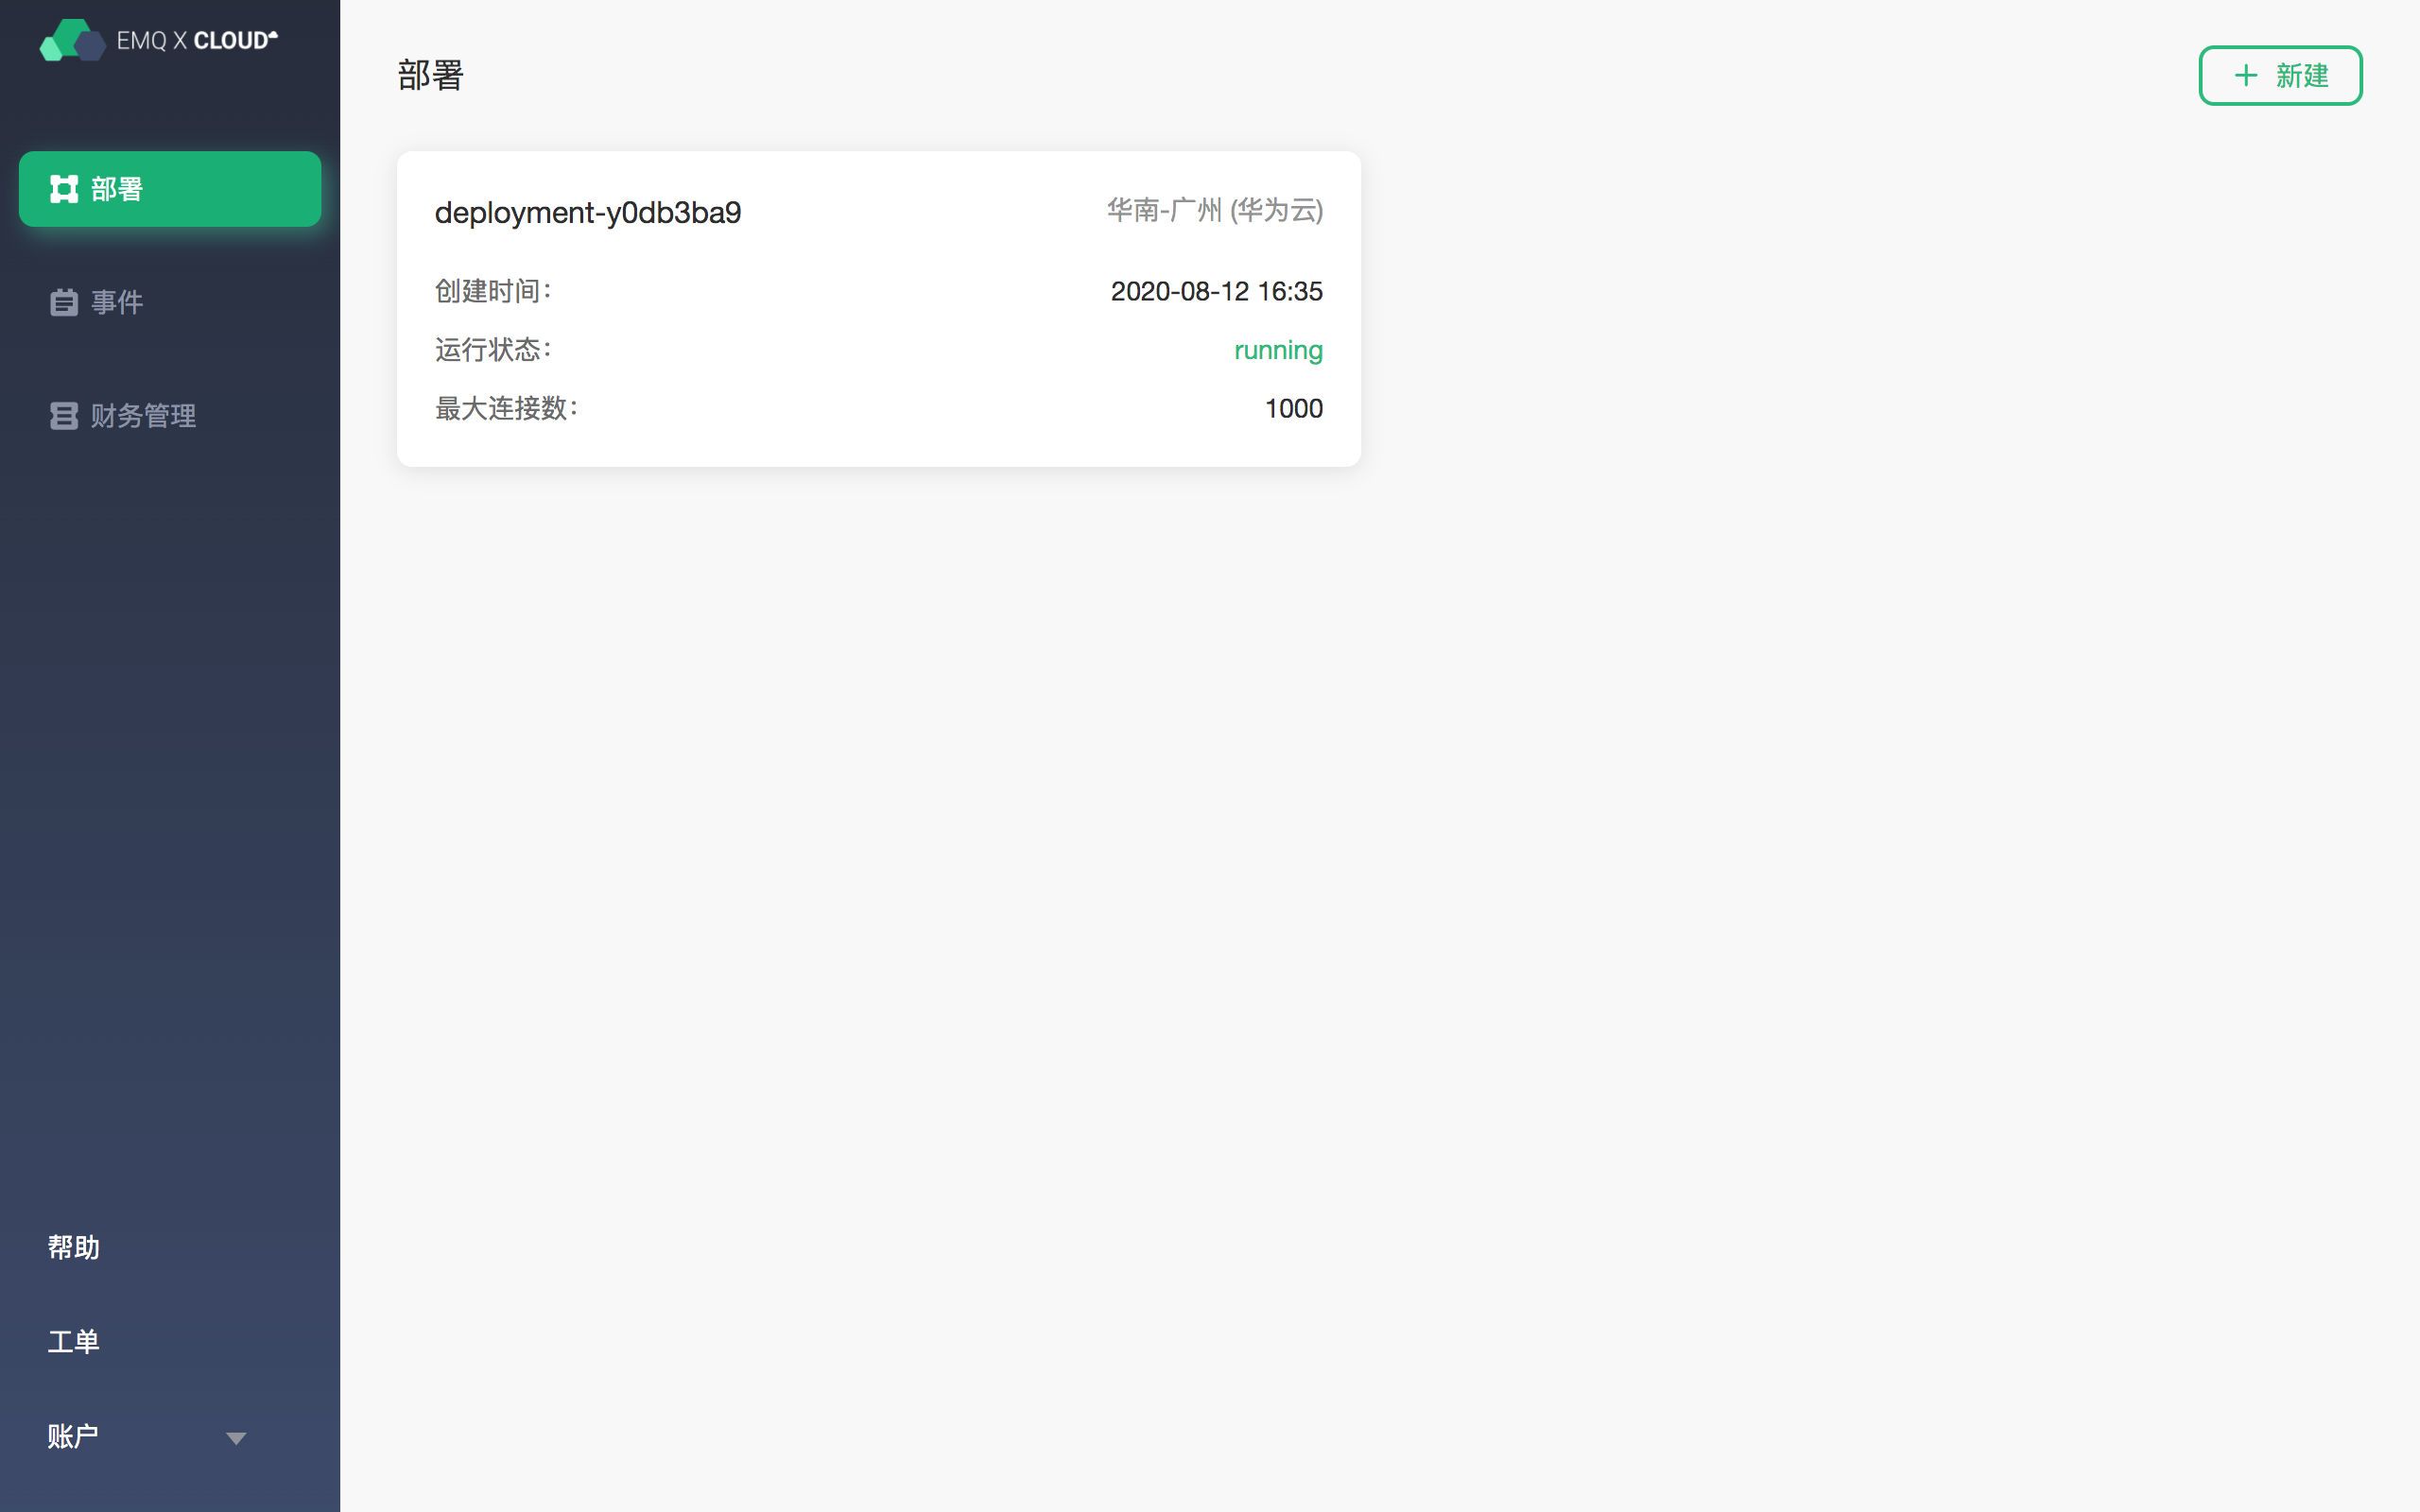 EMQ X CLOUD
部署
事件
财务管理
帮助
工单
账户
部署
新建
deployment-y0db3ba9
华南-广州 (华为云)
创建时间：
2020-08-12 16:35
运行状态：
running
最大连接数：
1000